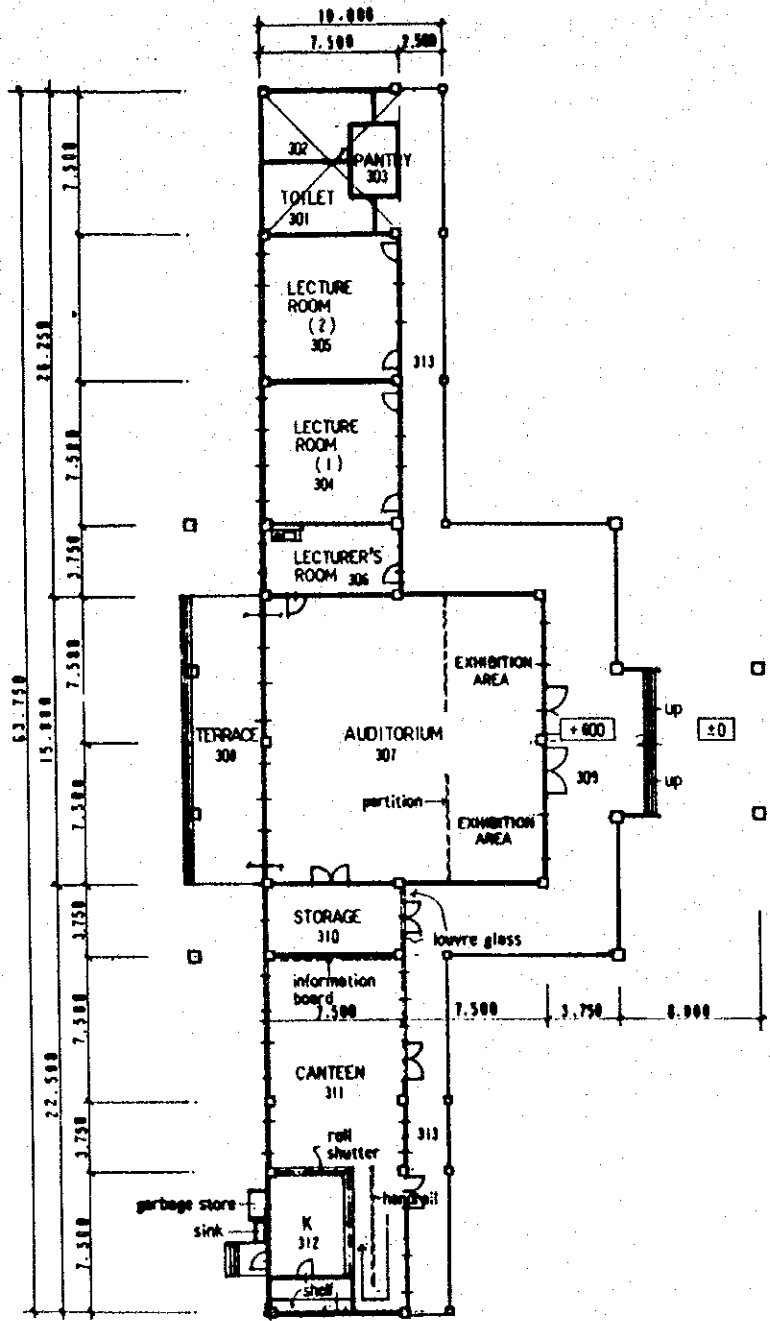 10.000
7.500
2.500
302
PANTRY
303
TOILET
301
7.500
LECTURE
ROOM
(2)
305
313
26.250
LECTURE
ROOM
(1)
304
7.500
LECTURER'S
ROOM 306
3.750
EXHIBITION
AREA
7.500
63.750
15.000
TERRACE
308
AUDITORIUM
307
+600
±0
up
309
up
partition
EXHIBITION
AREA
7.500
STORAGE
310
louvre glass
3.750
information
board
7.500
7.500
3.750
8.000
7.500
CANTEEN
311
22.500
313
roll
shutter
3.750
handrail
garbage store
sink
K
312
7.500
shelf